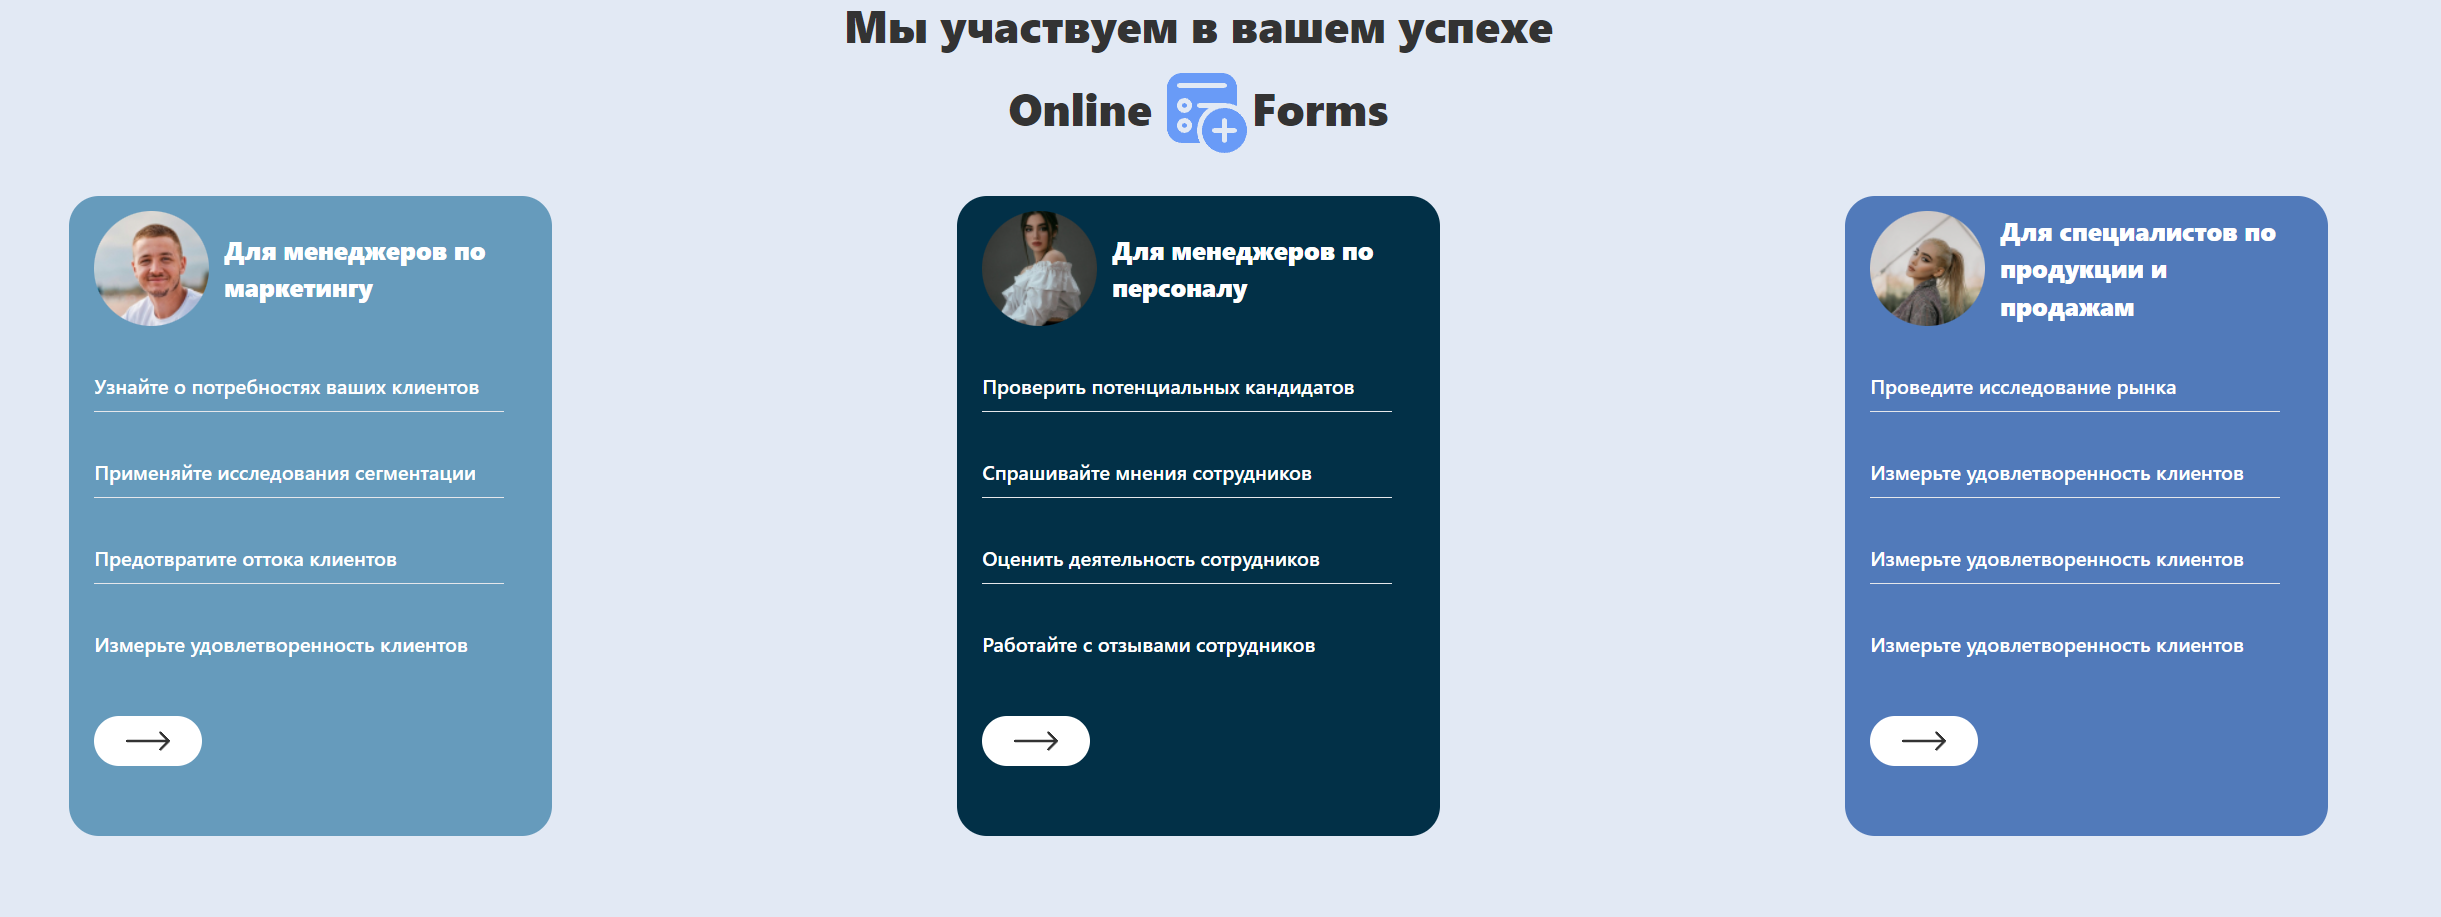 Мы участвуем в вашем успехе
Online Forms
Для менеджеров по
маркетингу
Узнайте о потребностях ваших клиентов
Применяйте исследования сегментации
Предотвратите оттока клиентов
Измерьте удовлетворенность клиентов
Для менеджеров по
персоналу
Проверить потенциальных кандидатов
Спрашивайте мнения сотрудников
Оценить деятельность сотрудников
Работайте с отзывами сотрудников
Для специалистов по
продукции и
продажам
Проведите исследование рынка
Измерьте удовлетворенность клиентов
Измерьте удовлетворенность клиентов
Измерьте удовлетворенность клиентов